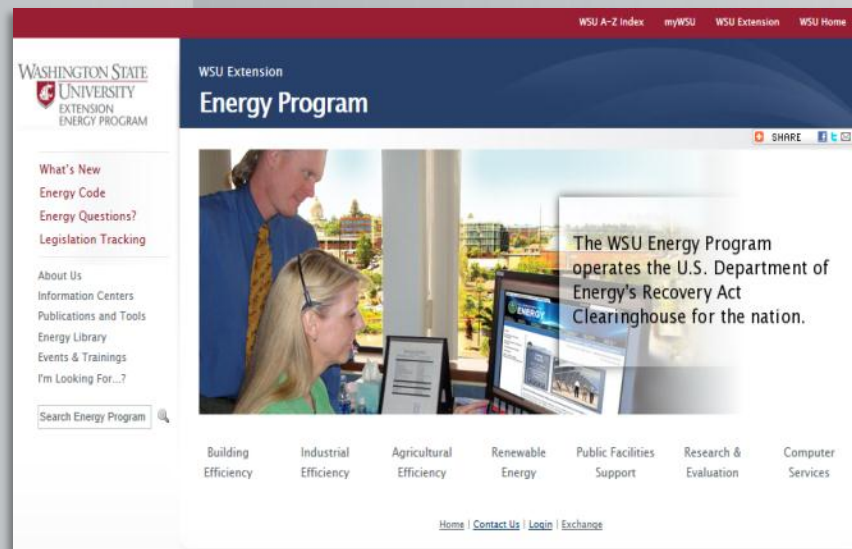 WSU A-Z Index myWSU WSU Extension WSU Home
WASHINGTON STATE
UNIVERSITY
EXTENSION
ENERGY PROGRAM
WSU Extension
Energy Program
SHARE
What's New
Energy Code
Energy Questions?
Legislation Tracking
About Us
Information Centers
Publications and Tools
Energy Library
Events & Trainings
I'm Looking For...?
Search Energy Program
The WSU Energy Program
operates the U.S. Department of
Energy's Recovery Act
Clearinghouse for the nation.
ENERGY
Building Efficiency
Industrial Efficiency
Agricultural Efficiency
Renewable Energy
Public Facilities Support
Research & Evaluation
Computer Services
Home | Contact Us | Login | Exchange